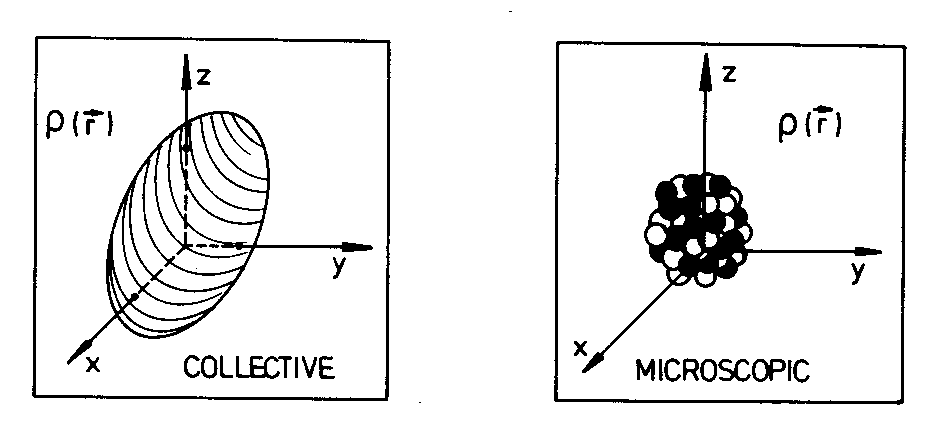 z
ρ(r⃗)
y
x
COLLECTIVE
z
ρ(r⃗)
y
x
MICROSCOPIC